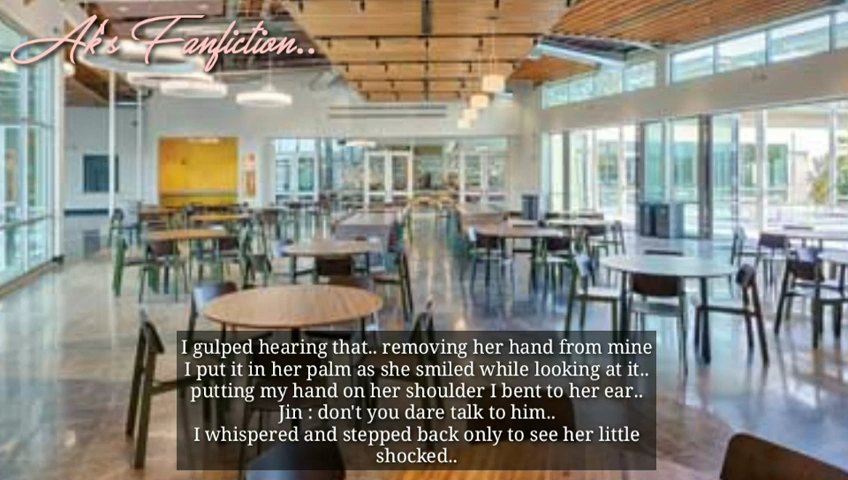 Ak's Fanfiction..
I gulped hearing that.. removing her hand from mine
I put it in her palm as she smiled while looking at it..
putting my hand on her shoulder I bent to her ear..
Jin : don't you dare talk to him..
I whispered and stepped back only to see her little
shocked..